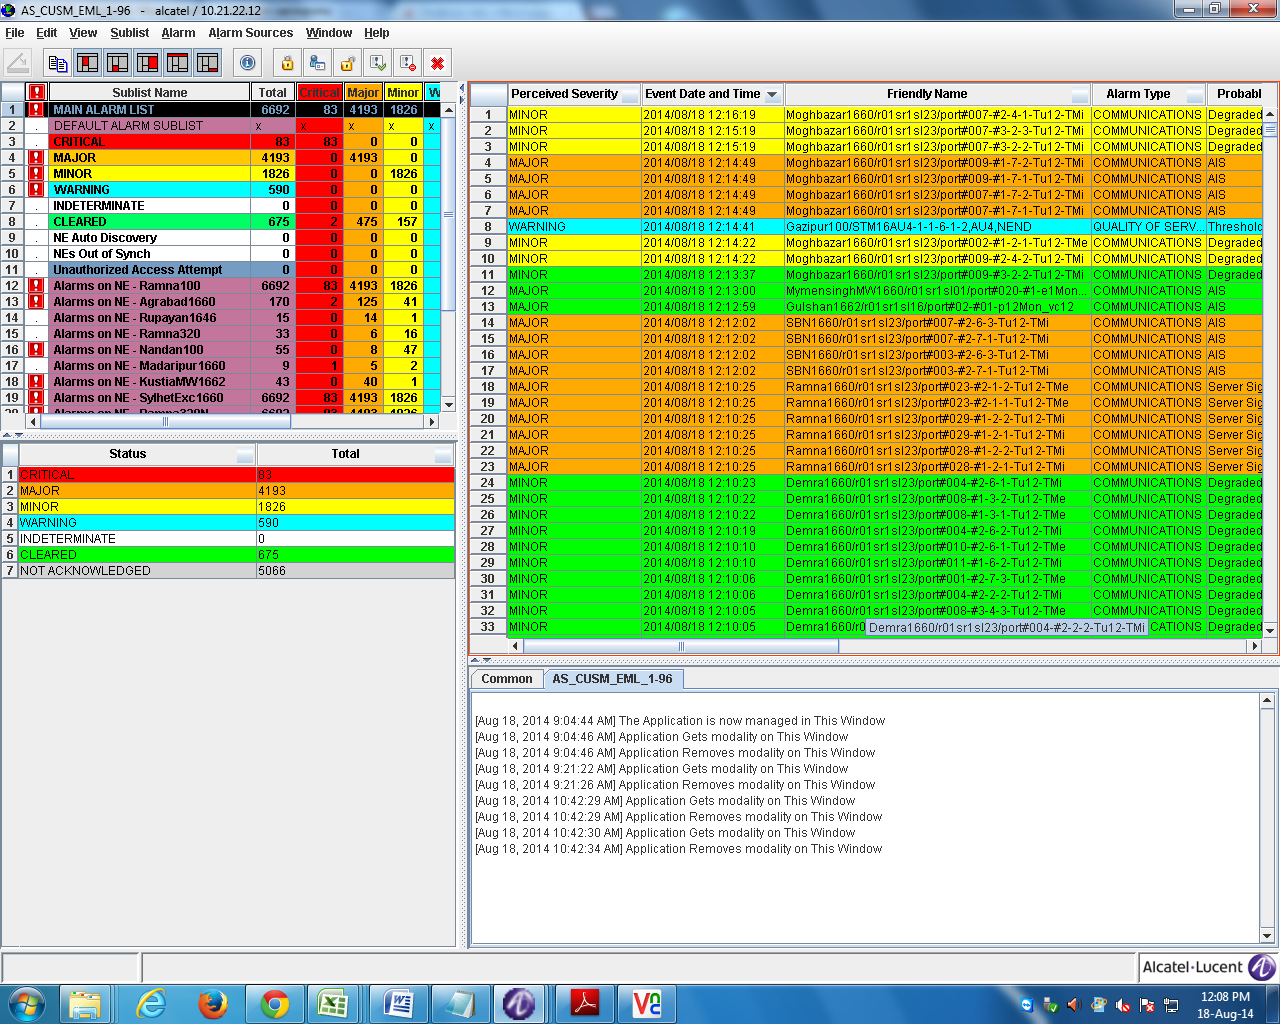 AS_CUSM_EML_1-96 - alcatel / 10.21.22.12
File Edit View Sublist Alarm Alarm Sources Window Help
Sublist Name Total Critical Major Minor W
1 MAIN ALARM LIST 6692 83 4193 1826
2 DEFAULT ALARM SUBLIST x x x x x
3 CRITICAL 83 83 0 0
4 MAJOR 4193 0 4193 0
5 MINOR 1826 0 0 1826
6 WARNING 590 0 0 0
7 INDETERMINATE 0 0 0 0
8 CLEARED 675 2 475 157
9 NE Auto Discovery 0 0 0 0
10 NEs Out of Synch 0 0 0 0
11 Unauthorized Access Attempt 0 0 0 0
12 Alarms on NE - Ramna100 6692 83 4193 1826
13 Alarms on NE - Agrabad1660 170 2 125 41
14 Alarms on NE - Rupayan1646 15 0 14 1
15 Alarms on NE - Ramna320 33 0 6 16
16 Alarms on NE - Nandan100 55 0 8 47
17 Alarms on NE - Madaripur1660 9 1 5 2
18 Alarms on NE - KustiaMW1662 43 0 40 1
19 Alarms on NE - SylhetExc1660 6692 83 4193 1826
20 Alarms on NE - Ramna320N 6692 83 4193 1826
Status Total
1 CRITICAL 83
2 MAJOR 4193
3 MINOR 1826
4 WARNING 590
5 INDETERMINATE 0
6 CLEARED 675
7 NOT ACKNOWLEDGED 5066
Perceived Severity Event Date and Time Friendly Name Alarm Type Probabl
1 MINOR 2014/08/18 12:16:19 Moghbazar1660/r01sr1sl23/port#007-#2-4-1-Tu12-TMi COMMUNICATIONS Degraded
2 MINOR 2014/08/18 12:15:19 Moghbazar1660/r01sr1sl23/port#007-#3-2-3-Tu12-TMi COMMUNICATIONS Degraded
3 MINOR 2014/08/18 12:15:19 Moghbazar1660/r01sr1sl23/port#007-#3-2-2-Tu12-TMi COMMUNICATIONS Degraded
4 MAJOR 2014/08/18 12:14:49 Moghbazar1660/r01sr1sl23/port#009-#1-7-2-Tu12-TMi COMMUNICATIONS AIS
5 MAJOR 2014/08/18 12:14:49 Moghbazar1660/r01sr1sl23/port#009-#1-7-1-Tu12-TMi COMMUNICATIONS AIS
6 MAJOR 2014/08/18 12:14:49 Moghbazar1660/r01sr1sl23/port#007-#1-7-2-Tu12-TMi COMMUNICATIONS AIS
7 MAJOR 2014/08/18 12:14:49 Moghbazar1660/r01sr1sl23/port#007-#1-7-1-Tu12-TMi COMMUNICATIONS AIS
8 WARNING 2014/08/18 12:14:41 Gazipur100/STM16AU4-1-1-6-1-2,AU4,NEND QUALITY OF SERV... Threshold
9 MINOR 2014/08/18 12:14:22 Moghbazar1660/r01sr1sl23/port#002-#1-2-1-Tu12-TMe COMMUNICATIONS Degraded
10 MINOR 2014/08/18 12:14:22 Moghbazar1660/r01sr1sl23/port#009-#2-4-2-Tu12-TMi COMMUNICATIONS Degraded
11 MINOR 2014/08/18 12:13:37 Moghbazar1660/r01sr1sl23/port#009-#3-2-2-Tu12-TMi COMMUNICATIONS Degraded
12 MAJOR 2014/08/18 12:13:00 MymensinghMW1660/r01sr1sl01/port#020-#1-e1Mon... COMMUNICATIONS AIS
13 MAJOR 2014/08/18 12:12:59 Gulshan1662/r01sr1sl16/port#02-#01-p12Mon_vc12 COMMUNICATIONS AIS
14 MAJOR 2014/08/18 12:12:02 SBN1660/r01sr1sl23/port#007-#2-6-3-Tu12-TMi COMMUNICATIONS AIS
15 MAJOR 2014/08/18 12:12:02 SBN1660/r01sr1sl23/port#007-#2-7-1-Tu12-TMi COMMUNICATIONS AIS
16 MAJOR 2014/08/18 12:12:02 SBN1660/r01sr1sl23/port#003-#2-6-3-Tu12-TMi COMMUNICATIONS AIS
17 MAJOR 2014/08/18 12:12:02 SBN1660/r01sr1sl23/port#003-#2-7-1-Tu12-TMi COMMUNICATIONS AIS
18 MAJOR 2014/08/18 12:10:25 Ramna1660/r01sr1sl23/port#023-#2-1-2-Tu12-TMe COMMUNICATIONS Server Sig
19 MAJOR 2014/08/18 12:10:25 Ramna1660/r01sr1sl23/port#023-#2-1-1-Tu12-TMe COMMUNICATIONS Server Sig
20 MAJOR 2014/08/18 12:10:25 Ramna1660/r01sr1sl23/port#029-#1-2-2-Tu12-TMi COMMUNICATIONS Server Sig
21 MAJOR 2014/08/18 12:10:25 Ramna1660/r01sr1sl23/port#029-#1-2-1-Tu12-TMi COMMUNICATIONS Server Sig
22 MAJOR 2014/08/18 12:10:25 Ramna1660/r01sr1sl23/port#028-#1-2-2-Tu12-TMi COMMUNICATIONS Server Sig
23 MAJOR 2014/08/18 12:10:25 Ramna1660/r01sr1sl23/port#028-#1-2-1-Tu12-TMi COMMUNICATIONS Server Sig
24 MINOR 2014/08/18 12:10:23 Demra1660/r01sr1sl23/port#004-#2-6-1-Tu12-TMi COMMUNICATIONS Degraded
25 MINOR 2014/08/18 12:10:22 Demra1660/r01sr1sl23/port#008-#1-3-2-Tu12-TMe COMMUNICATIONS Degraded
26 MINOR 2014/08/18 12:10:22 Demra1660/r01sr1sl23/port#008-#1-3-1-Tu12-TMe COMMUNICATIONS Degraded
27 MINOR 2014/08/18 12:10:19 Demra1660/r01sr1sl23/port#004-#2-6-2-Tu12-TMi COMMUNICATIONS Degraded
28 MINOR 2014/08/18 12:10:10 Demra1660/r01sr1sl23/port#010-#2-6-1-Tu12-TMe COMMUNICATIONS Degraded
29 MINOR 2014/08/18 12:10:10 Demra1660/r01sr1sl23/port#011-#1-6-2-Tu12-TMi COMMUNICATIONS Degraded
30 MINOR 2014/08/18 12:10:06 Demra1660/r01sr1sl23/port#001-#2-7-3-Tu12-TMe COMMUNICATIONS Degraded
31 MINOR 2014/08/18 12:10:06 Demra1660/r01sr1sl23/port#004-#2-2-2-Tu12-TMi COMMUNICATIONS Degraded
32 MINOR 2014/08/18 12:10:05 Demra1660/r01sr1sl23/port#008-#3-4-3-Tu12-TMe COMMUNICATIONS Degraded
33 MINOR 2014/08/18 12:10:05 Demra1660/r0 Demra1660/r01sr1sl23/port#004-#2-2-2-Tu12-TMi CATIONS Degraded
Common AS_CUSM_EML_1-96
[Aug 18, 2014 9:04:44 AM] The Application is now managed in This Window
[Aug 18, 2014 9:04:46 AM] Application Gets modality on This Window
[Aug 18, 2014 9:04:46 AM] Application Removes modality on This Window
[Aug 18, 2014 9:21:22 AM] Application Gets modality on This Window
[Aug 18, 2014 9:21:26 AM] Application Removes modality on This Window
[Aug 18, 2014 10:42:29 AM] Application Gets modality on This Window
[Aug 18, 2014 10:42:29 AM] Application Removes modality on This Window
[Aug 18, 2014 10:42:30 AM] Application Gets modality on This Window
[Aug 18, 2014 10:42:34 AM] Application Removes modality on This Window
Alcatel·Lucent
12:08 PM
18-Aug-14